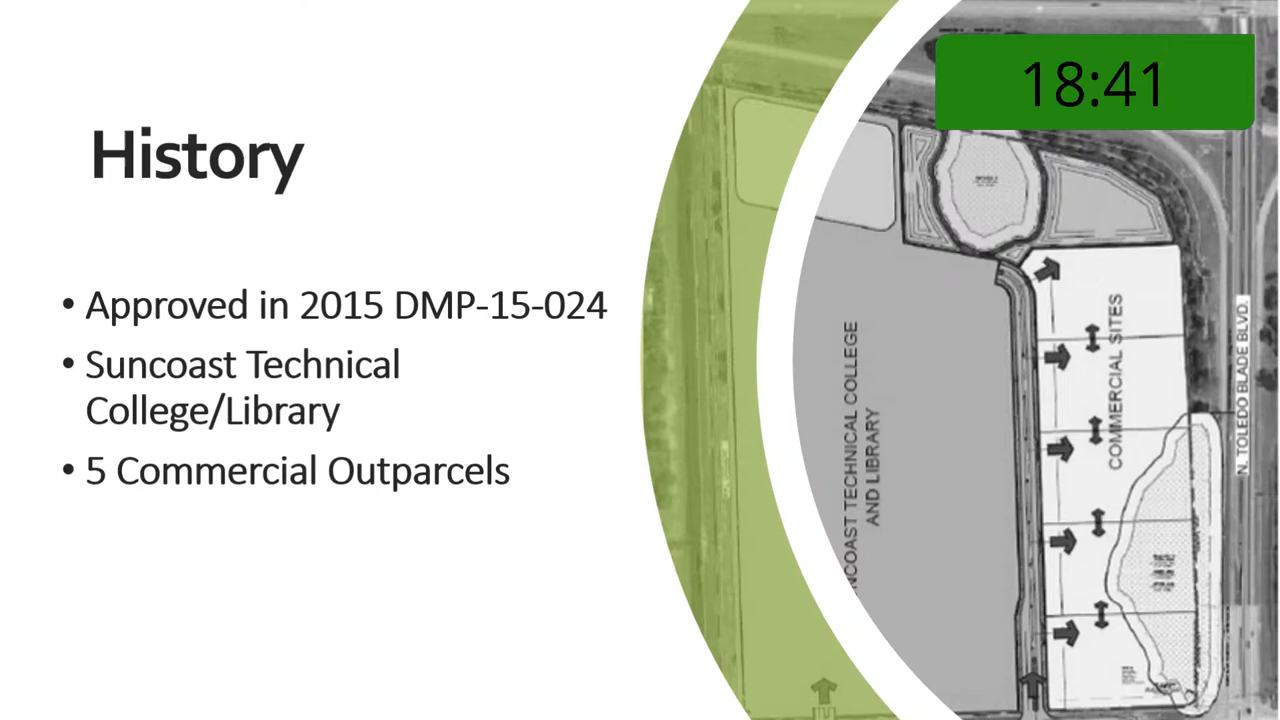 18:41
History
• Approved in 2015 DMP-15-024
• Suncoast Technical
College/Library
• 5 Commercial Outparcels
NCOAST TECHNICAL COLLEGE
AND LIBRARY
COMMERCIAL SITES
N. TOLEDO BLADE BLVD.